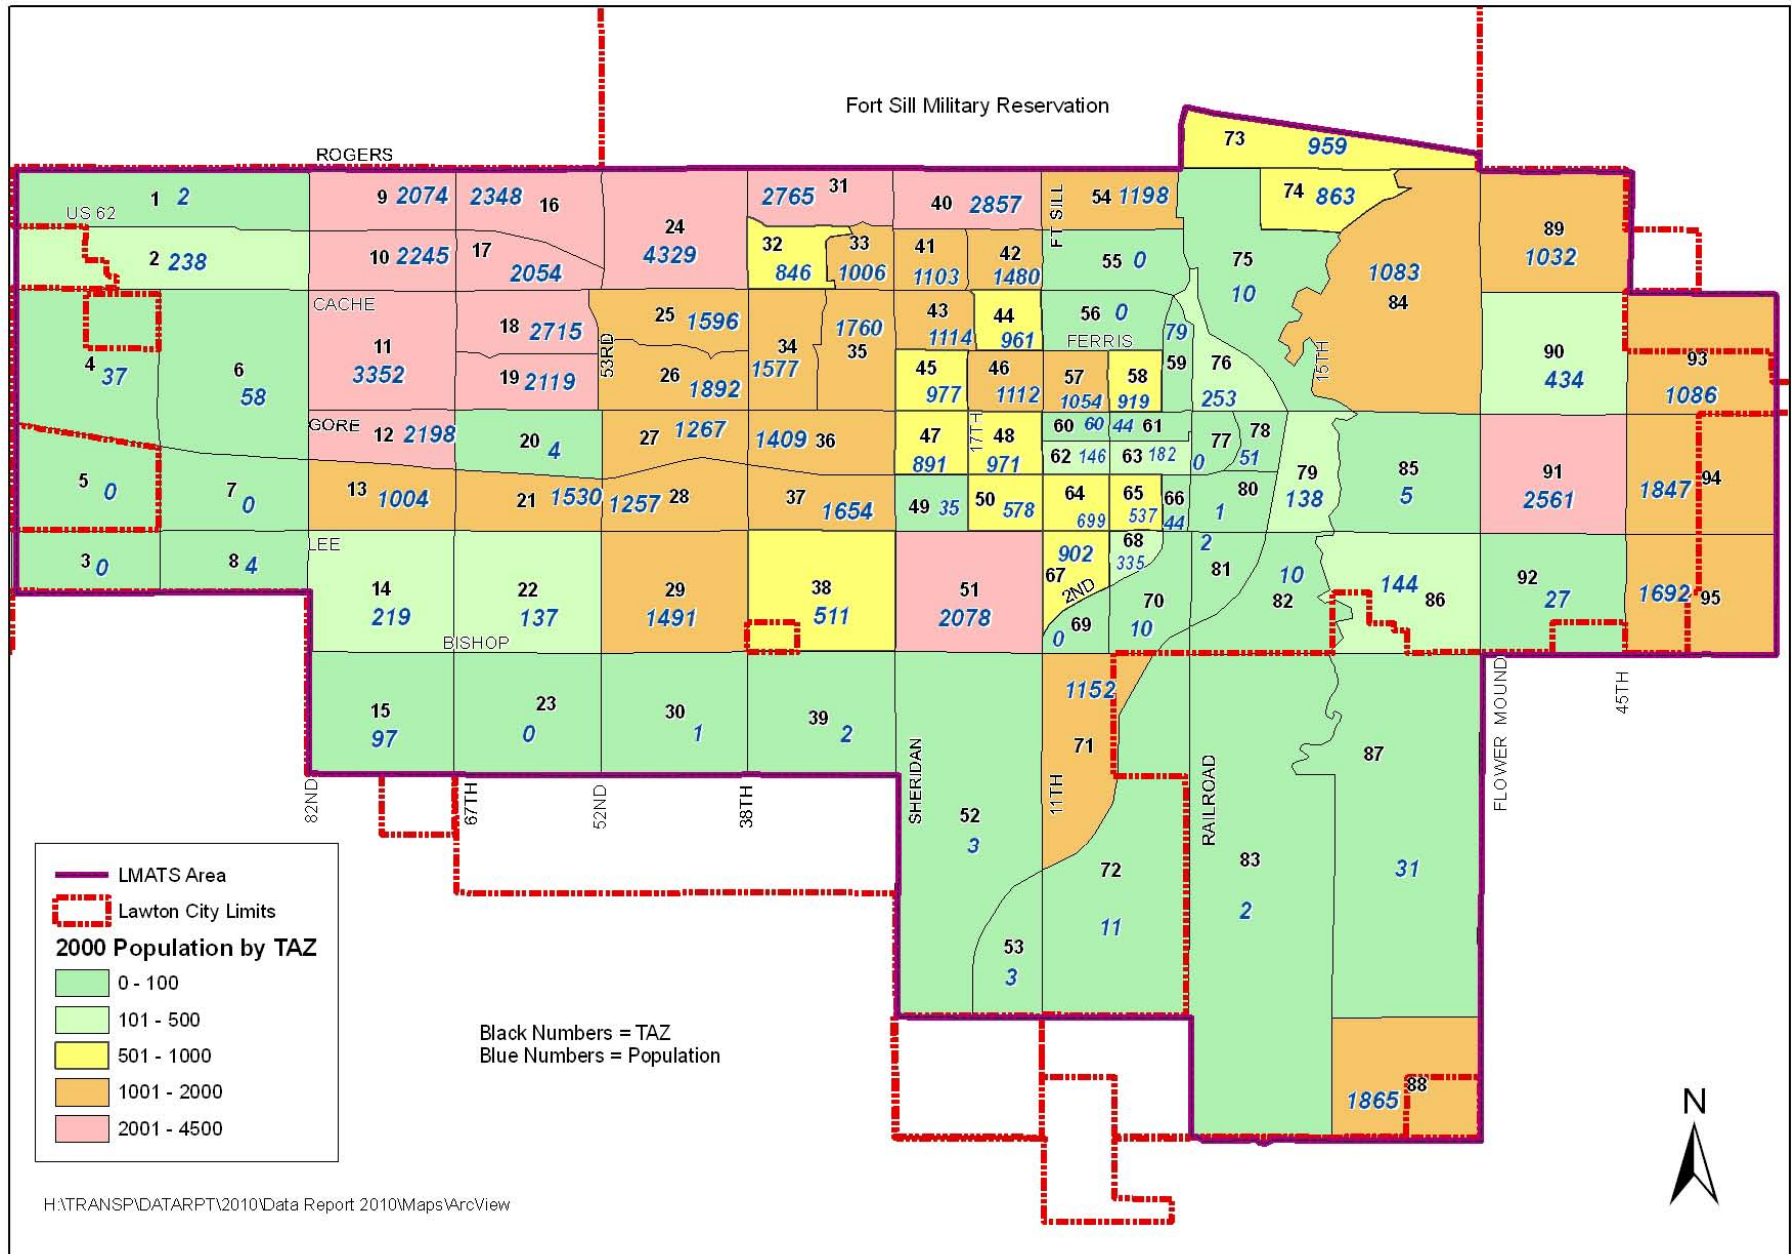 Fort Sill Military Reservation
73 959
ROGERS
1 2
9 2074
2348 16
2765 31
40 2857
FT SILL
54 1198
74 863
US 62
2 238
10 2245
17 2054
24 4329
32 846
33 1006
41 1103
42 1480
55 0
75 10
1083 84
89 1032
CACHE
4 37
6 58
11 3352
18 2715
19 2119
53RD
25 1596
26 1892
34 1577
1760 35
43 1114
44 961
56 0
FERRIS
79 59
76 253
15TH
90 434
93 1086
45 977
46 1112
57 1054
58 919
GORE
12 2198
20 4
27 1267
1409 36
47 891
17TH
48 971
60 60
44 61
62 146
63 182
77 0
78 51
79 138
85 5
91 2561
1847 94
5 0
7 0
13 1004
21 1530
1257 28
37 1654
49 35
50 578
64 699
65 537
66 44
80 1
LEE
3 0
8 4
14 219
22 137
29 1491
38 511
51 2078
902 67
2ND
68 335
69 0
70 10
2 81
10 82
144 86
92 27
1692 95
BISHOP
15 97
23 0
30 1
39 2
1152 71
87 31
82ND
67TH
52ND
38TH
SHERIDAN
11TH
RAILROAD
FLOWER MOUND
45TH
52 3
53 3
72 11
83 2
1865 88
LMATS Area
Lawton City Limits
2000 Population by TAZ
0 - 100
101 - 500
501 - 1000
1001 - 2000
2001 - 4500
Black Numbers = TAZ
Blue Numbers = Population
N
H:\TRANSP\DATARPT\2010\Data Report 2010\Maps\ArcView